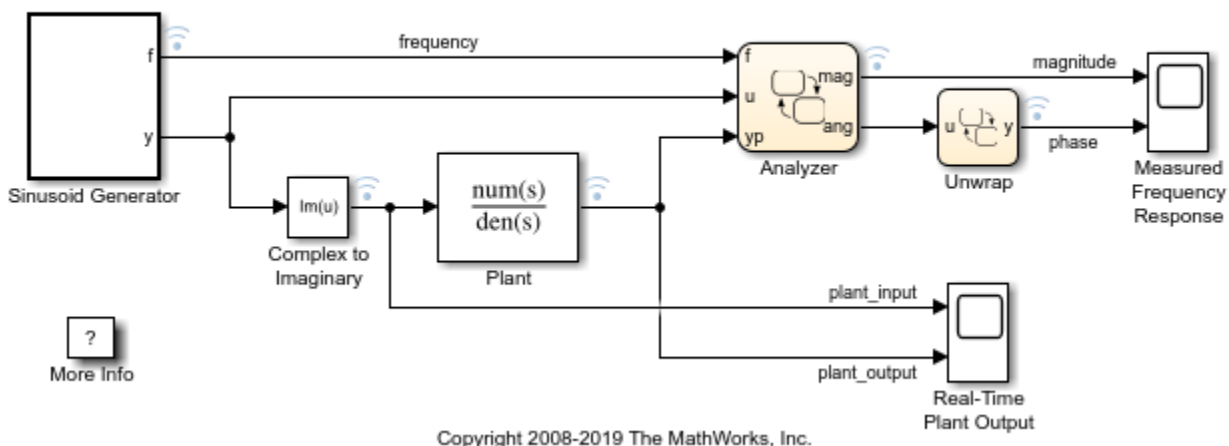 f
y
Sinusoid Generator
frequency
f
u
yp
mag
ang
Analyzer
u
y
Unwrap
magnitude
phase
Measured
Frequency
Response
Im(u)
Complex to
Imaginary
num(s)
den(s)
Plant
plant_input
plant_output
Real-Time
Plant Output
?
More Info
Copyright 2008-2019 The MathWorks, Inc.